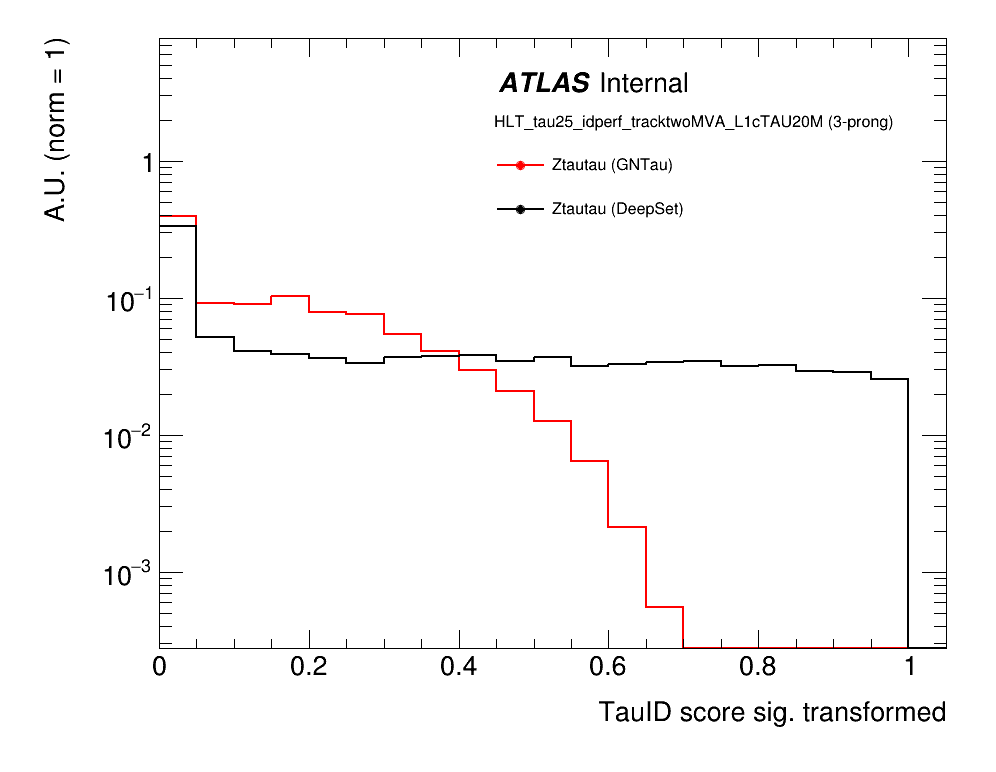 A.U. (norm = 1)
ATLAS Internal
HLT_tau25_idperf_tracktwoMVA_L1cTAU20M (3-prong)
Ztautau (GNTau)
Ztautau (DeepSet)
1
10⁻¹
10⁻²
10⁻³
0 0.2 0.4 0.6 0.8 1
TauID score sig. transformed